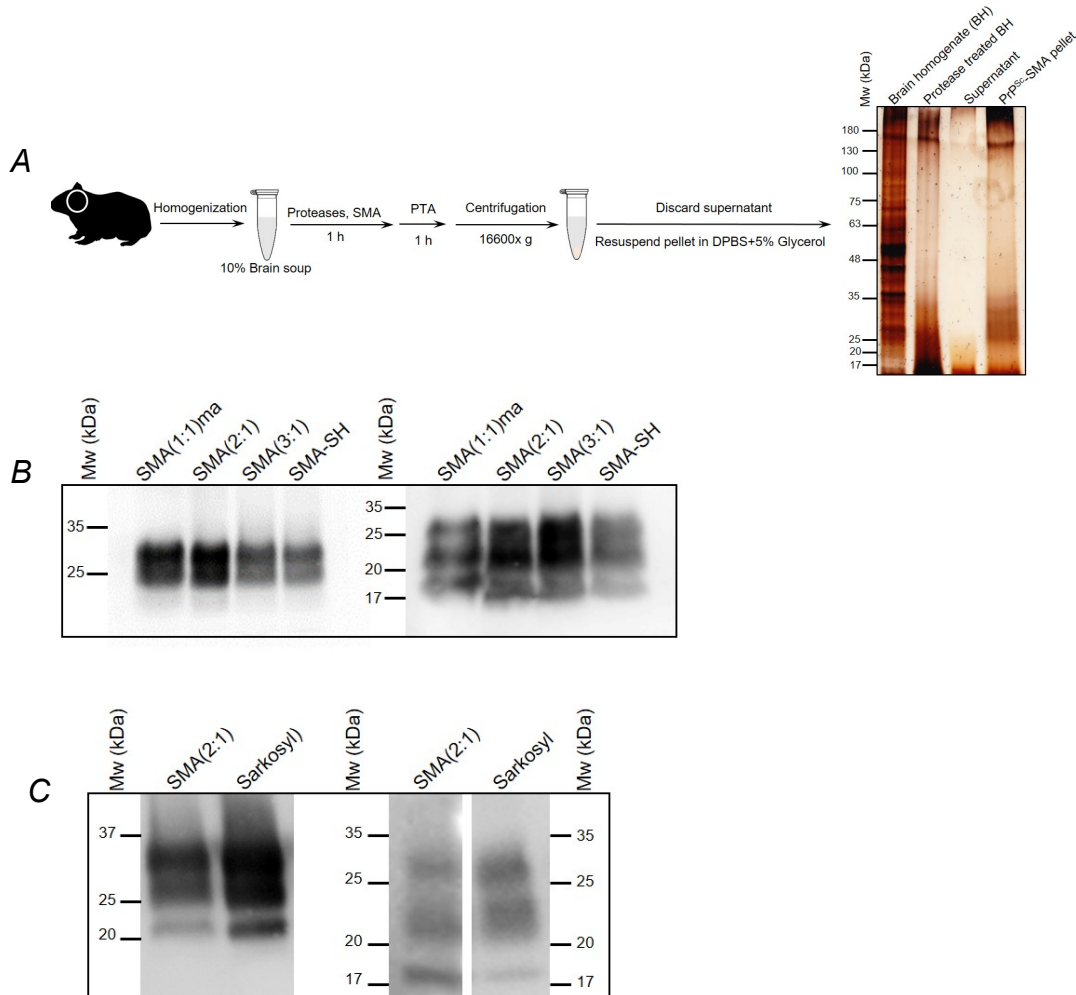 A
Homogenization
10% Brain soup
Proteases, SMA
1 h
PTA
1 h
Centrifugation
16600x g
Discard supernatant
Resuspend pellet in DPBS+5% Glycerol
Mw (kDa)
Brain homogenate (BH)
Protease treated BH
Supernatant
PrPSc-SMA pellet
180
130
100
75
63
48
35
25
20
17
B
Mw (kDa)
SMA(1:1)ma
SMA(2:1)
SMA(3:1)
SMA-SH
35
25
Mw (kDa)
SMA(1:1)ma
SMA(2:1)
SMA(3:1)
SMA-SH
35
25
20
17
C
Mw (kDa)
SMA(2:1)
Sarkosyl)
37
25
20
Mw (kDa)
SMA(2:1)
Sarkosyl
Mw (kDa)
35
25
20
17
35
25
20
17